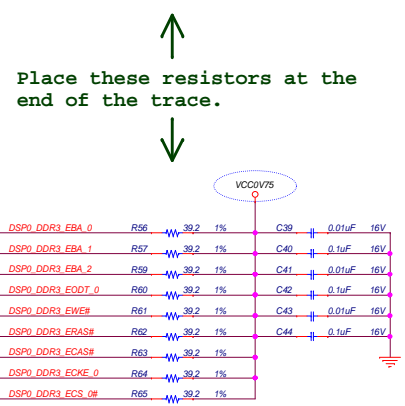 Place these resistors at the
end of the trace.
VCC0V75
DSP0_DDR3_EBA_0 R56 39.2 1% C39 0.01uF 16V
DSP0_DDR3_EBA_1 R57 39.2 1% C40 0.1uF 16V
DSP0_DDR3_EBA_2 R59 39.2 1% C41 0.01uF 16V
DSP0_DDR3_EODT_0 R60 39.2 1% C42 0.1uF 16V
DSP0_DDR3_EWE# R61 39.2 1% C43 0.01uF 16V
DSP0_DDR3_ERAS# R62 39.2 1% C44 0.1uF 16V
DSP0_DDR3_ECAS# R63 39.2 1%
DSP0_DDR3_ECKE_0 R64 39.2 1%
DSP0_DDR3_ECS_0# R65 39.2 1%